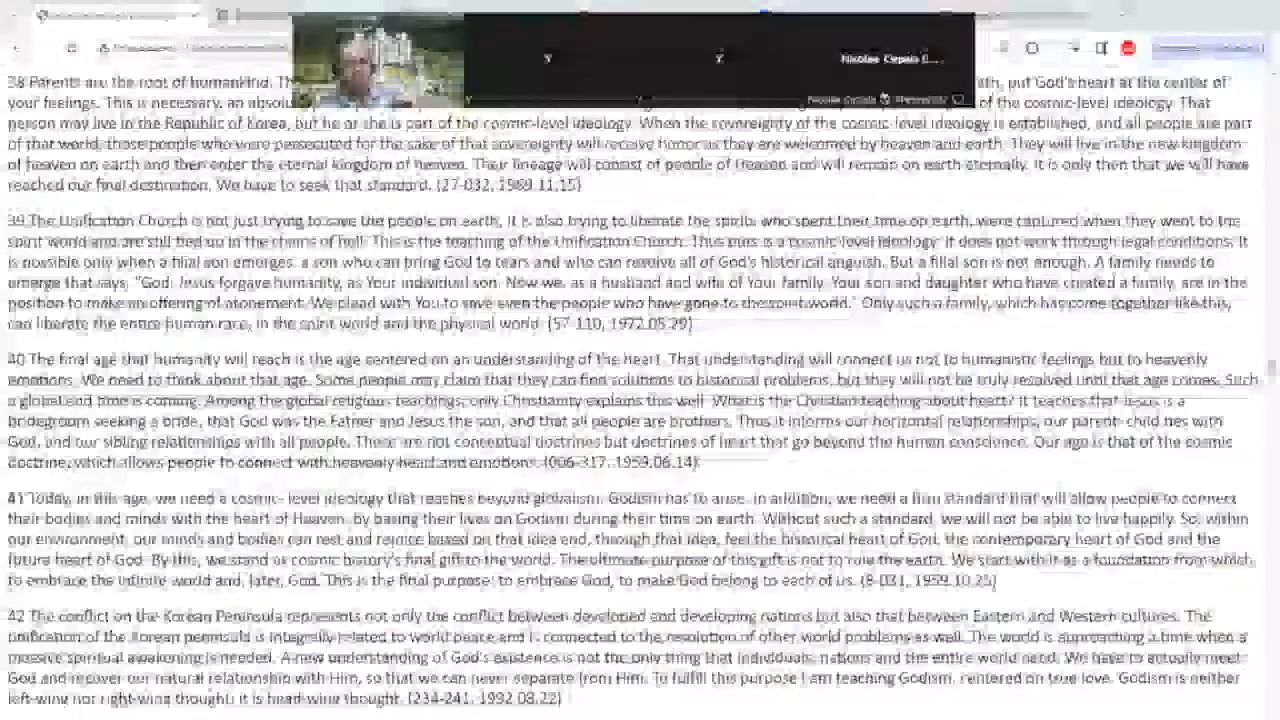 38 Parents are the root of humankind. ath, put God's heart at the center of
your feelings. This is necessary, an absolu of the cosmic-level ideology. That
person may live in the Republic of Korea, but he or she is part of the cosmic-level ideology. When the sovereignty of the cosmic-level ideology is established, and all people are part
of that world, those people who were persecuted for the sake of that sovereignty will receive honor as they are welcomed by heaven and earth. They will live in the new kingdom
of heaven on earth and then enter the eternal kingdom of heaven. Their lineage will consist of people of Heaven and will remain on earth eternally. It is only then that we will have
reached our final destination. We have to seek that standard. (27-032, 1969.11.15)
39 The Unification Church is not just trying to save the people on earth. It is also trying to liberate the spirits who spent their time on earth, were captured when they went to the
spirit world and are still tied up in the chains of hell. This is the teaching of the Unification Church. Thus ours is a cosmic-level ideology. It does not work through legal conditions. It
is possible only when a filial son emerges, a son who can bring God to tears and who can resolve all of God's historical anguish. But a filial son is not enough. A family needs to
emerge that says, "God, Jesus forgave humanity, as Your individual son. Now we, as a husband and wife of Your family, Your son and daughter who have created a family, are in the
position to make an offering of atonement. We plead with You to save even the people who have gone to the spirit world." Only such a family, which has come together like this,
can liberate the entire human race, in the spirit world and the physical world. (57-110, 1972.05.29)
40 The final age that humanity will reach is the age centered on an understanding of the heart. That understanding will connect us not to humanistic feelings but to heavenly
emotions. We need to think about that age. Some people may claim that they can find solutions to historical problems, but they will not be truly resolved until that age comes. Such
a global end time is coming. Among the global religious teachings, only Christianity explains this well. What is the Christian teaching about heart? It teaches that Jesus is a
bridegroom seeking a bride, that God was the Father and Jesus the son, and that all people are brothers. Thus it informs our horizontal relationships, our parent-child ties with
God, and our sibling relationships with all people. These are not conceptual doctrines but doctrines of heart that go beyond the human conscience. Our age is that of the cosmic
doctrine, which allows people to connect with heavenly heart and emotions. (006-317, 1959.06.14)
41 Today, in this age, we need a cosmic-level ideology that reaches beyond globalism. Godism has to arise. In addition, we need a firm standard that will allow people to connect
their bodies and minds with the heart of Heaven, by basing their lives on Godism during their time on earth. Without such a standard, we will not be able to live happily. So, within
our environment, our minds and bodies can rest and rejoice based on that idea and, through that idea, feel the historical heart of God, the contemporary heart of God and the
future heart of God. By this, we stand as cosmic history's final gift to the world. The ultimate purpose of this gift is not to rule the earth. We start with it as a foundation from which
to embrace the infinite world and, later, God. This is the final purpose: to embrace God, to make God belong to each of us. (8-031, 1959.10.25)
42 The conflict on the Korean Peninsula represents not only the conflict between developed and developing nations but also that between Eastern and Western cultures. The
unification of the Korean peninsula is integrally related to world peace and is connected to the resolution of other world problems as well. The world is approaching a time when a
massive spiritual awakening is needed. A new understanding of God's existence is not the only thing that individuals, nations and the entire world need. We have to actually meet
God and recover our natural relationship with Him, so that we can never separate from Him. To fulfill this purpose I am teaching Godism, centered on true love. Godism is neither
left-wing nor right-wing thought; it is head-wing thought. (234-241, 1992.08.22)